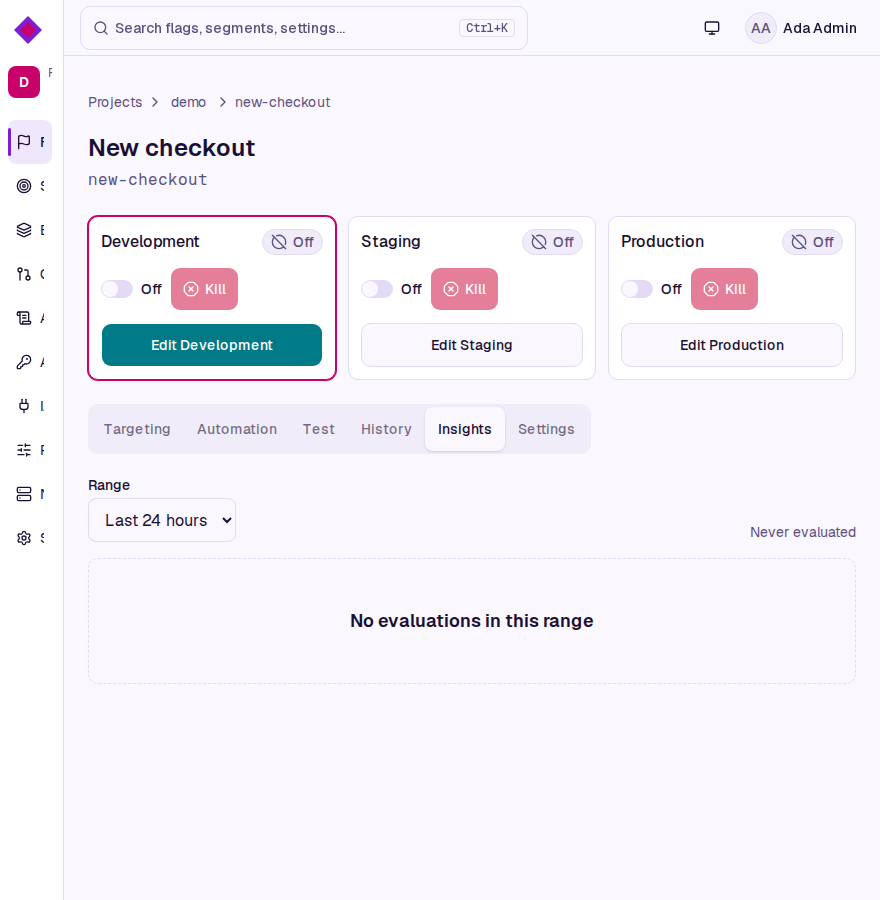 Search flags, segments, settings...
Ctrl+K
AA
Ada Admin
D
Projects
demo
new-checkout
New checkout
new-checkout
Development
Off
Off
Kill
Edit Development
Staging
Off
Off
Kill
Edit Staging
Production
Off
Off
Kill
Edit Production
Targeting
Automation
Test
History
Insights
Settings
Range
Last 24 hours
Never evaluated
No evaluations in this range